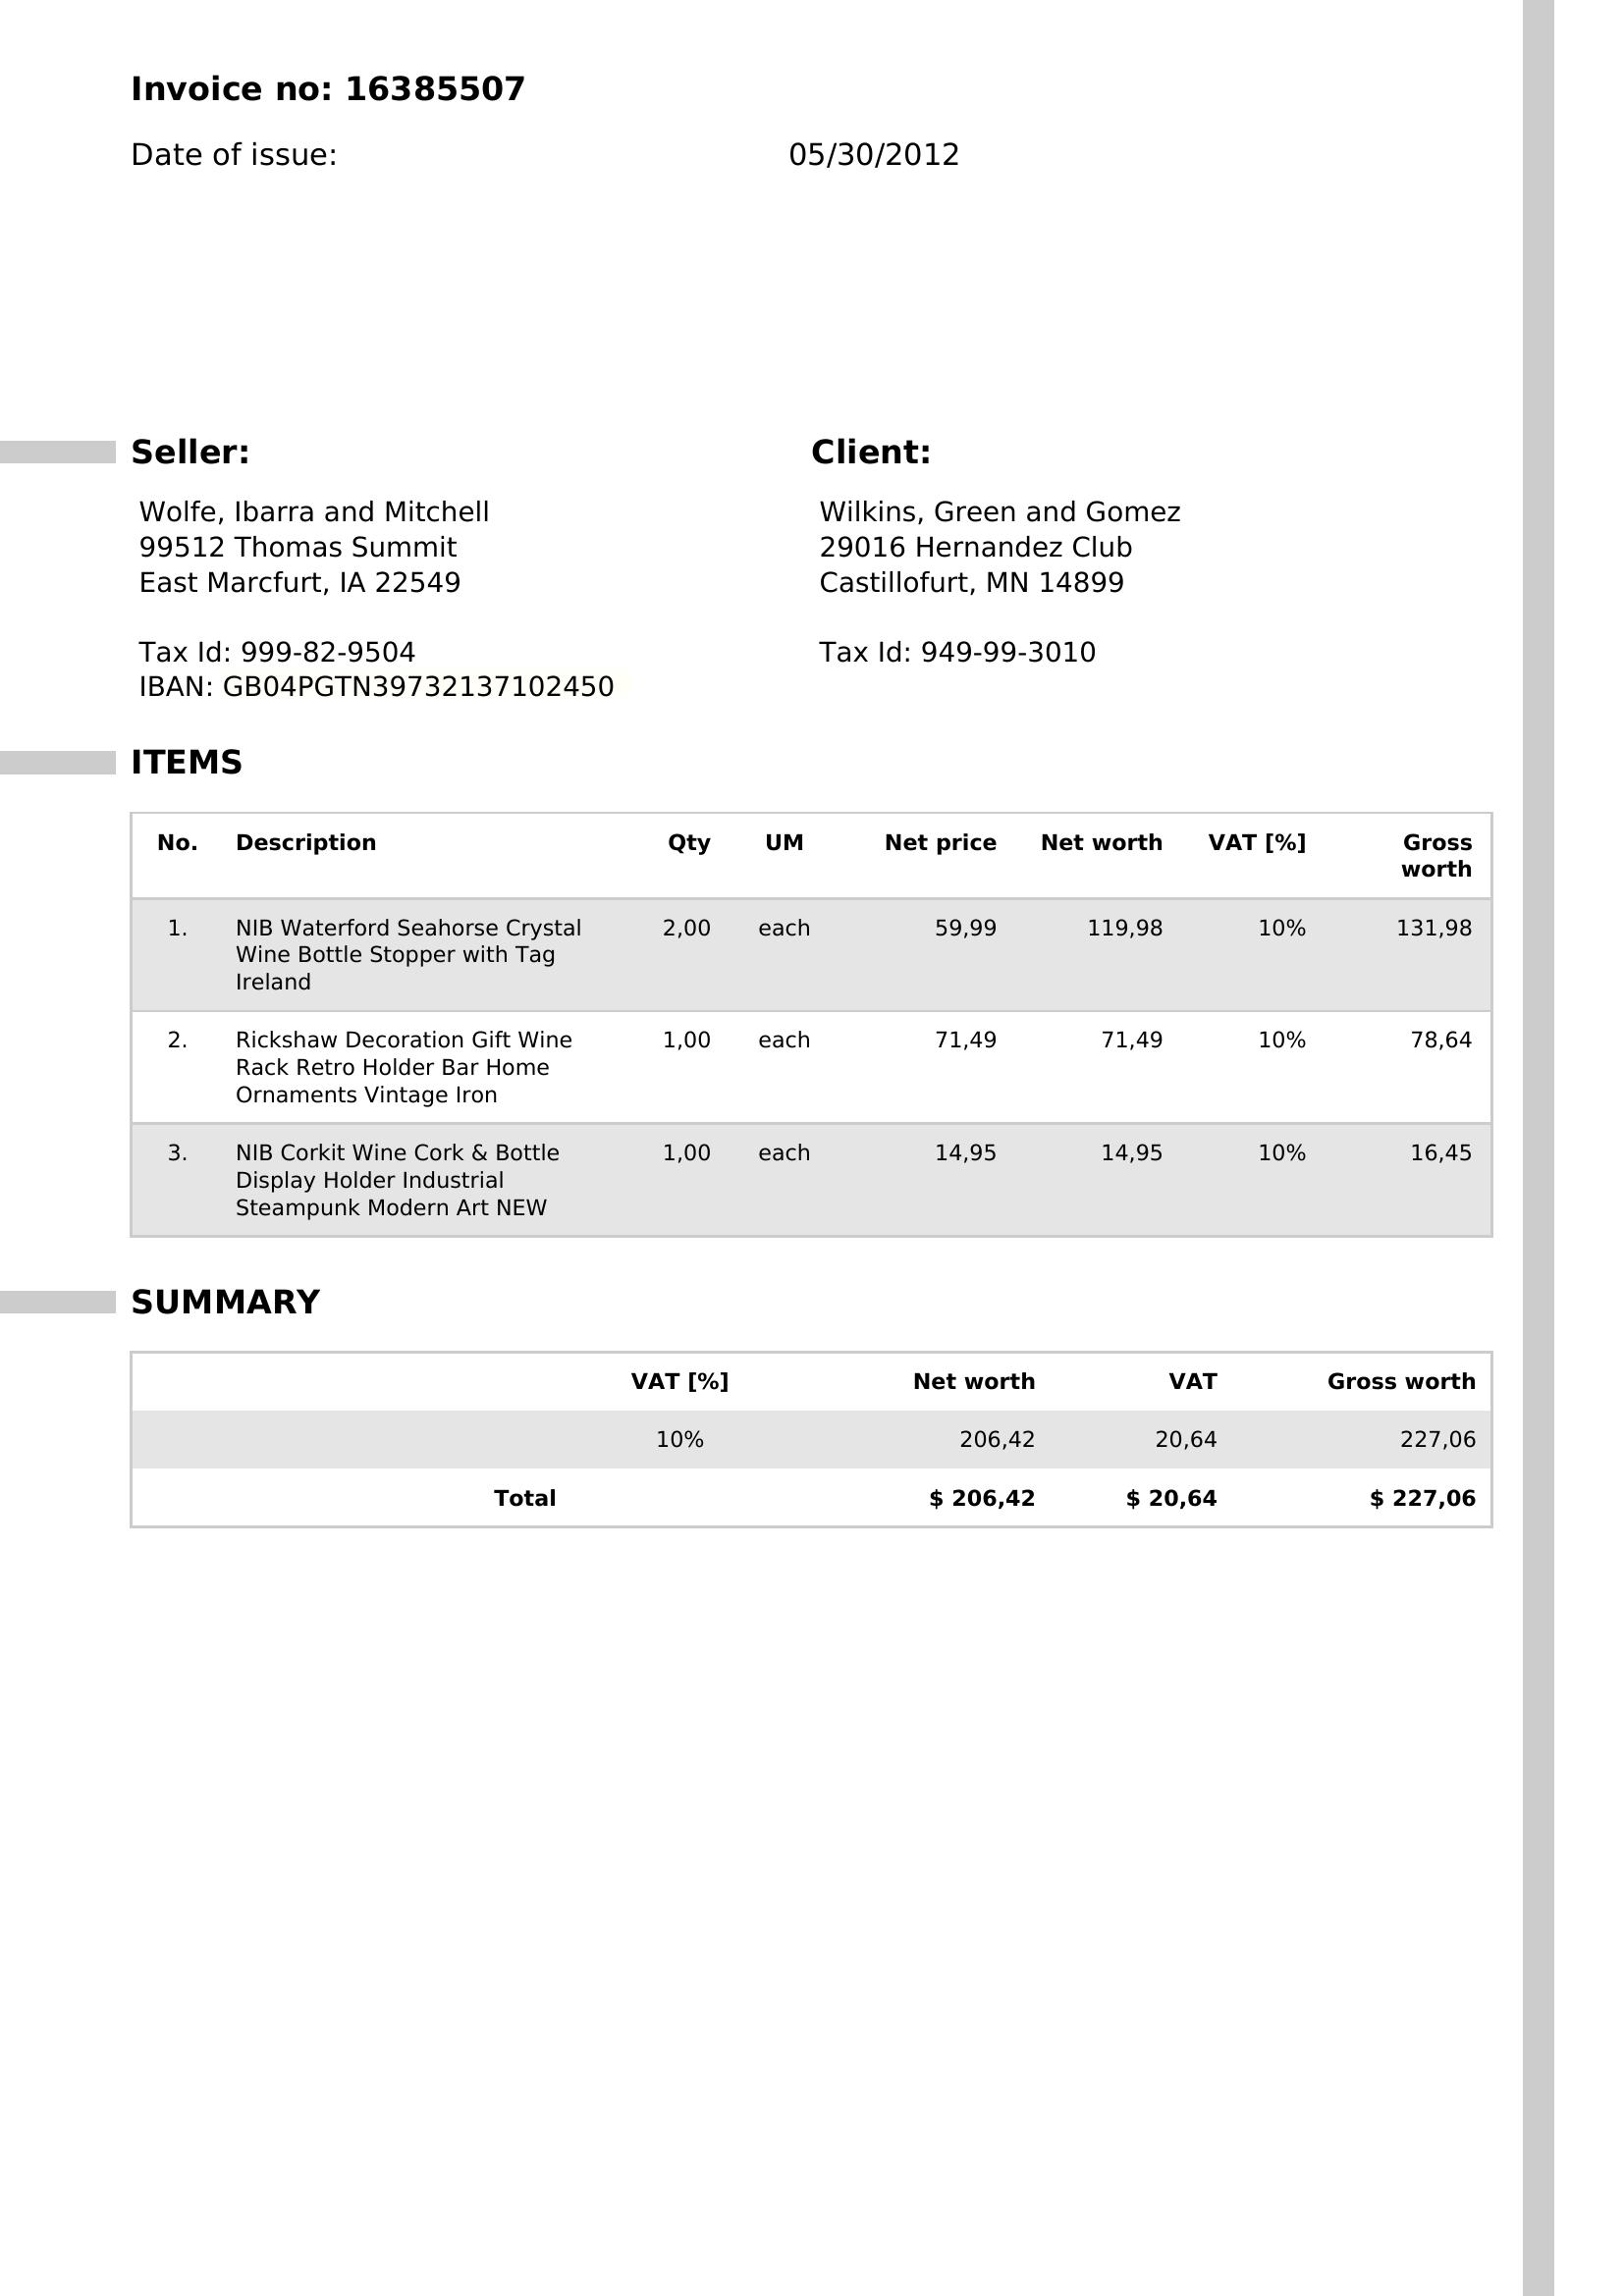 Invoice no: 16385507
Date of issue: 05/30/2012
Seller:
Wolfe, Ibarra and Mitchell
99512 Thomas Summit
East Marcfurt, IA 22549
Tax Id: 999-82-9504
IBAN: GB04PGTN39732137102450
Client:
Wilkins, Green and Gomez
29016 Hernandez Club
Castillofurt, MN 14899
Tax Id: 949-99-3010
ITEMS
No. Description Qty UM Net price Net worth VAT [%] Gross
worth
1. NIB Waterford Seahorse Crystal 2,00 each 59,99 119,98 10% 131,98
Wine Bottle Stopper with Tag
Ireland
2. Rickshaw Decoration Gift Wine 1,00 each 71,49 71,49 10% 78,64
Rack Retro Holder Bar Home
Ornaments Vintage Iron
3. NIB Corkit Wine Cork & Bottle 1,00 each 14,95 14,95 10% 16,45
Display Holder Industrial
Steampunk Modern Art NEW
SUMMARY
VAT [%] Net worth VAT Gross worth
10% 206,42 20,64 227,06
Total $ 206,42 $ 20,64 $ 227,06